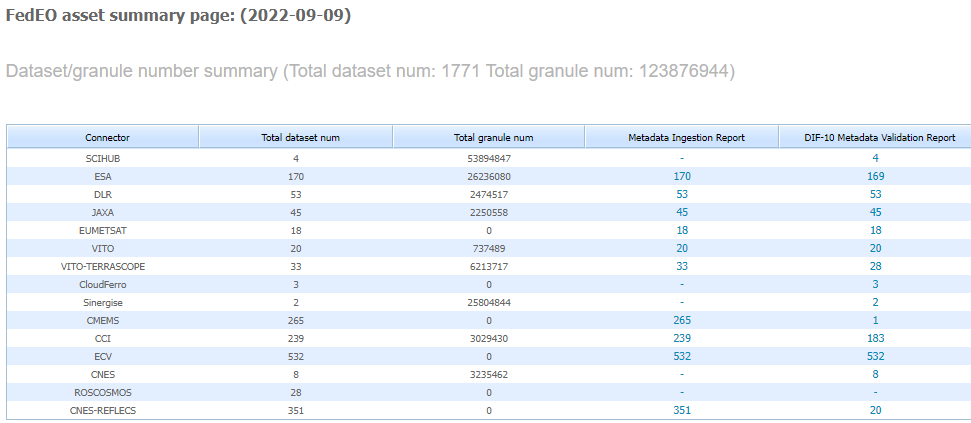 FedEO asset summary page: (2022-09-09)
Dataset/granule number summary (Total dataset num: 1771 Total granule num: 123876944)
Connector Total dataset num Total granule num Metadata Ingestion Report DIF-10 Metadata Validation Report
SCIHUB 4 53894847 - 4
ESA 170 26236080 170 169
DLR 53 2474517 53 53
JAXA 45 2250558 45 45
EUMETSAT 18 0 18 18
VITO 20 737489 20 20
VITO-TERRASCOPE 33 6213717 33 28
CloudFerro 3 0 - 3
Sinergise 2 25804844 - 2
CMEMS 265 0 265 1
CCI 239 3029430 239 183
ECV 532 0 532 532
CNES 8 3235462 - 8
ROSCOSMOS 28 0 - -
CNES-REFLECS 351 0 351 20